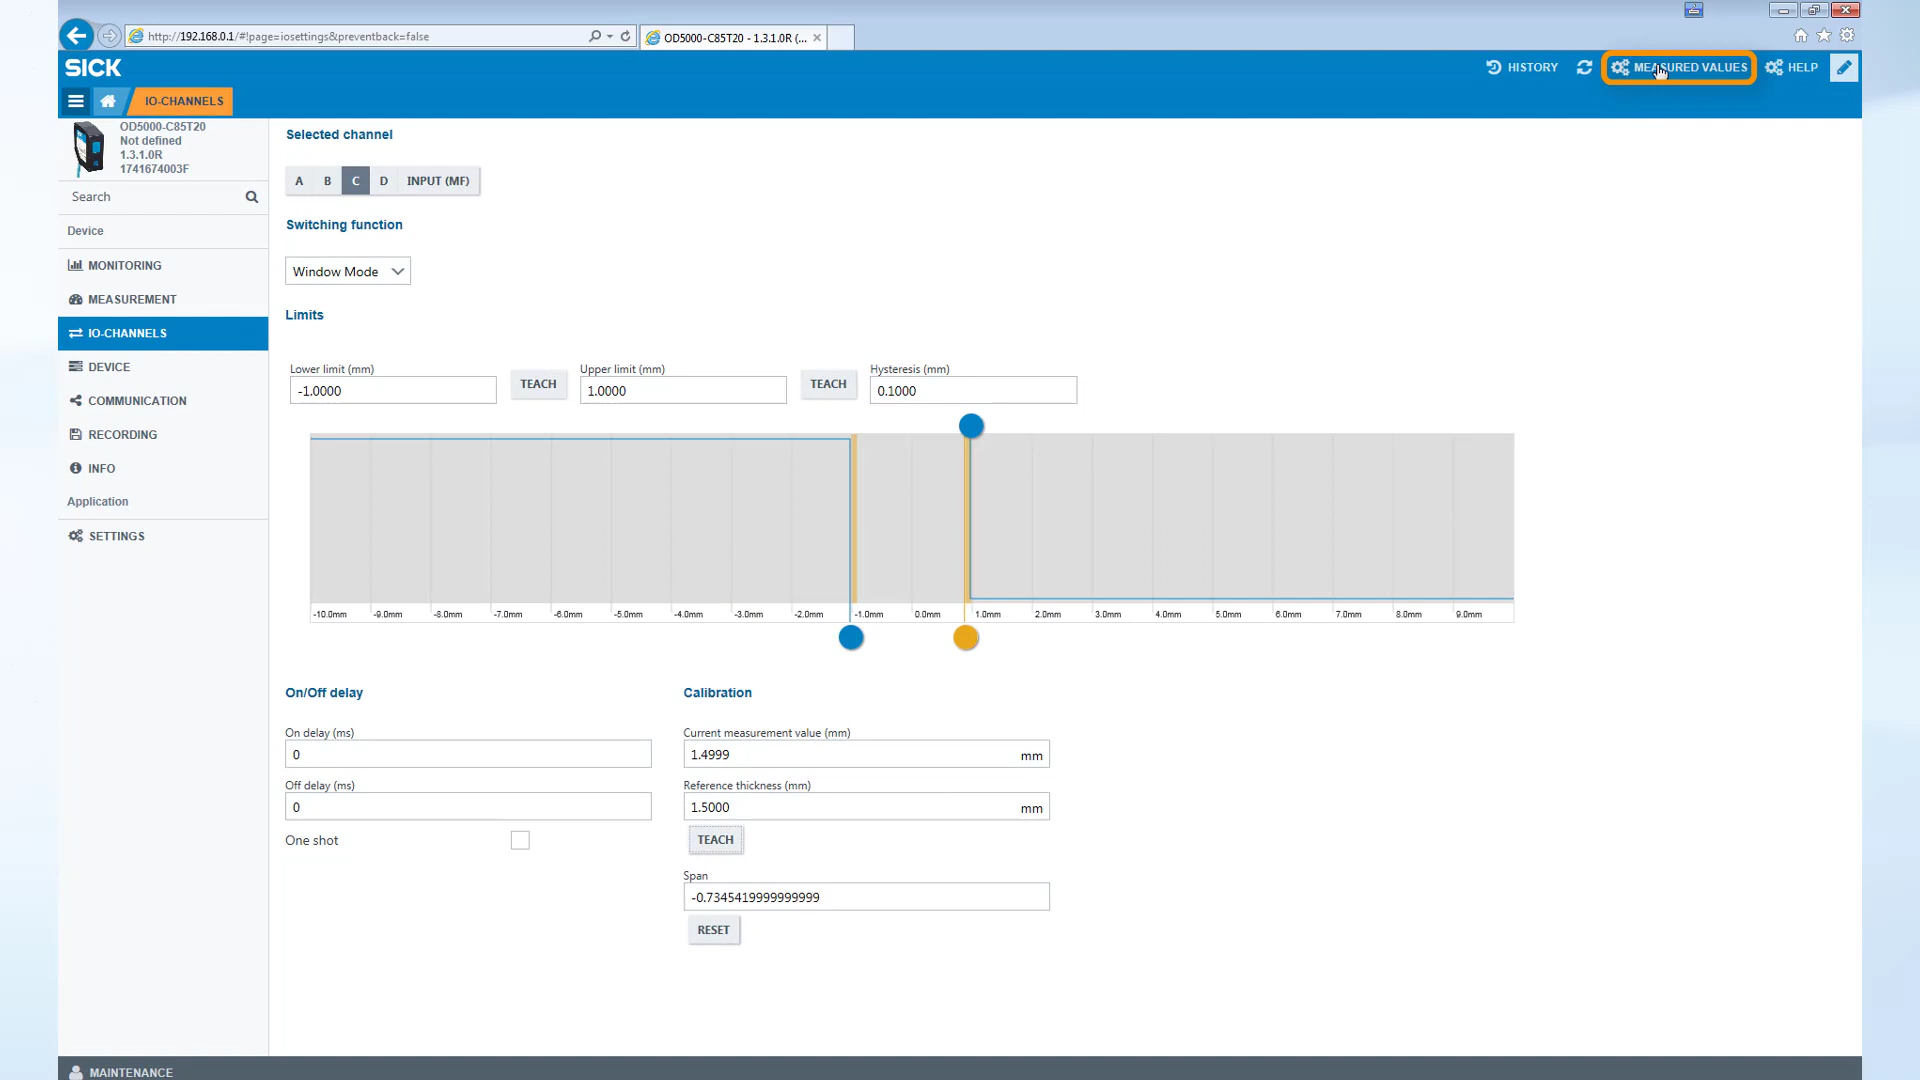 http://192.168.0.1/#!page=iosettings&preventback=false
OD5000-C85T20 - 1.3.1.0R (...
SICK
HISTORY
MEASURED VALUES
HELP
IO-CHANNELS
OD5000-C85T20
Not defined
1.3.1.0R
1741674003F
Search
Device
MONITORING
MEASUREMENT
IO-CHANNELS
DEVICE
COMMUNICATION
RECORDING
INFO
Application
SETTINGS
Selected channel
A B C D INPUT (MF)
Switching function
Window Mode
Limits
Lower limit (mm)
-1.0000
TEACH
Upper limit (mm)
1.0000
TEACH
Hysteresis (mm)
0.1000
-10.0mm -9.0mm -8.0mm -7.0mm -6.0mm -5.0mm -4.0mm -3.0mm -2.0mm -1.0mm 0.0mm 1.0mm 2.0mm 3.0mm 4.0mm 5.0mm 6.0mm 7.0mm 8.0mm 9.0mm
On/Off delay
On delay (ms)
0
Off delay (ms)
0
One shot
Calibration
Current measurement value (mm)
1.4999 mm
Reference thickness (mm)
1.5000 mm
TEACH
Span
-0.7345419999999999
RESET
MAINTENANCE